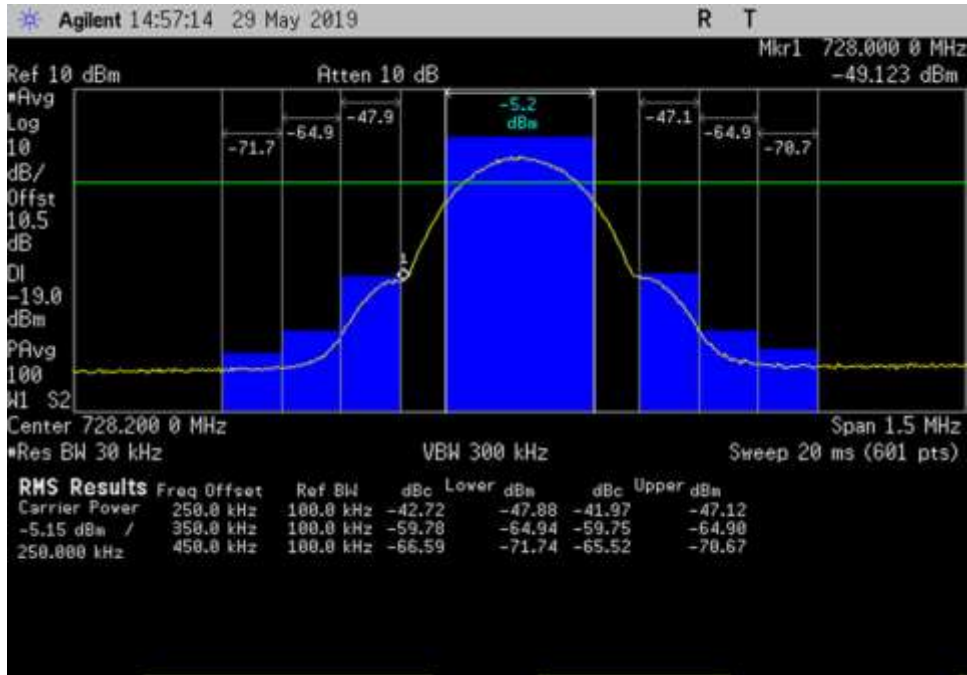 Agilent 14:57:14 29 May 2019 R T
Mkr1 728.000 0 MHz
Ref 10 dBm Atten 10 dB -49.123 dBm
#Avg
Log
10
dB/
Offst
10.5
dB
DI
-19.0
dBm
PAvg
100
W1 S2
-71.7 -64.9 -47.9 -5.2 dBm -47.1 -64.9 -70.7
1
Center 728.200 0 MHz Span 1.5 MHz
#Res BW 30 kHz VBW 300 kHz Sweep 20 ms (601 pts)
RMS Results Freq Offset Ref BW dBc Lower dBm dBc Upper dBm
Carrier Power 250.0 kHz 100.0 kHz -42.72 -47.88 -41.97 -47.12
-5.15 dBm / 350.0 kHz 100.0 kHz -59.78 -64.94 -59.75 -64.90
250.000 kHz 450.0 kHz 100.0 kHz -66.59 -71.74 -65.52 -70.67